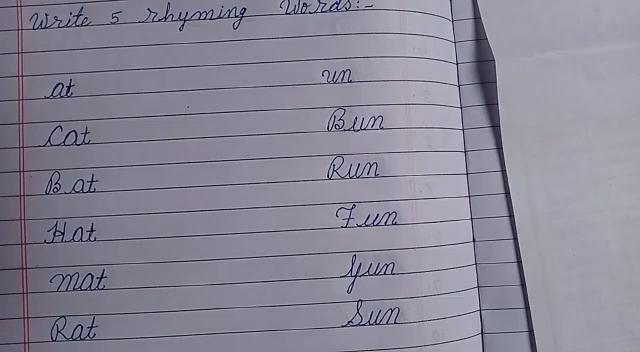 Write 5 rhyming Words:-
at un
Cat Bun
Bat Run
Hat Fun
mat Gun
Rat Sun